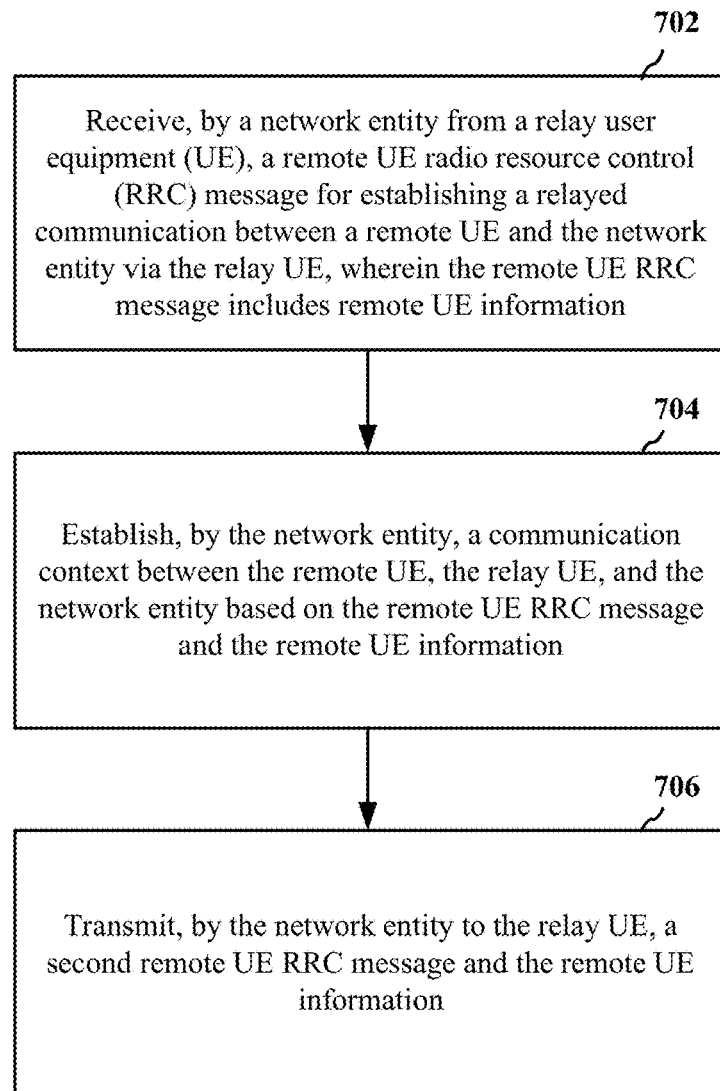 702
Receive, by a network entity from a relay user
equipment (UE), a remote UE radio resource control
(RRC) message for establishing a relayed
communication between a remote UE and the network
entity via the relay UE, wherein the remote UE RRC
message includes remote UE information
704
Establish, by the network entity, a communication
context between the remote UE, the relay UE, and the
network entity based on the remote UE RRC message
and the remote UE information
706
Transmit, by the network entity to the relay UE, a
second remote UE RRC message and the remote UE
information